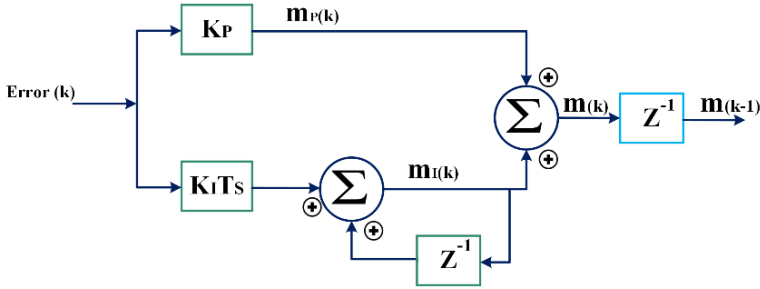 KP
mP(k)
Error (k)
Σ
m(k)
Z-1
m(k-1)
KITS
Σ
mI(k)
Z-1